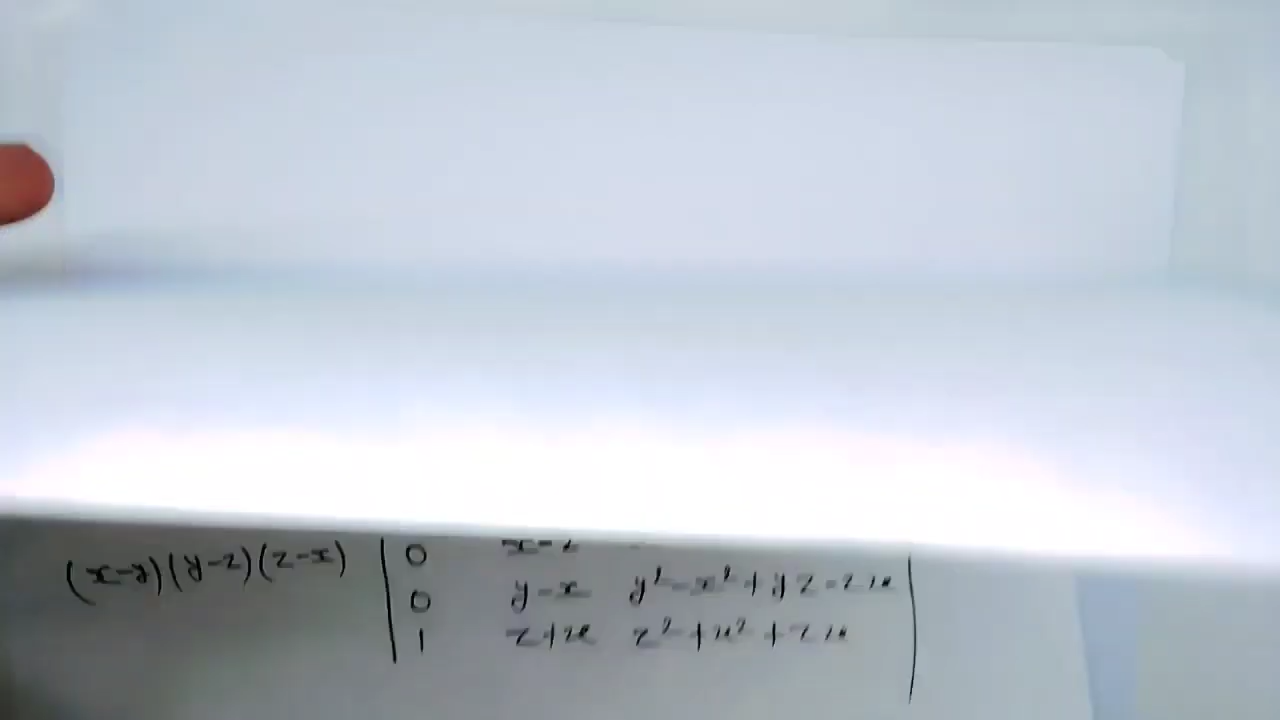 (x-y)(y-z)(z-x) | 0 x-z
0 y-x y²-x²+yz-zx |
1 z+x z²+x²+zx